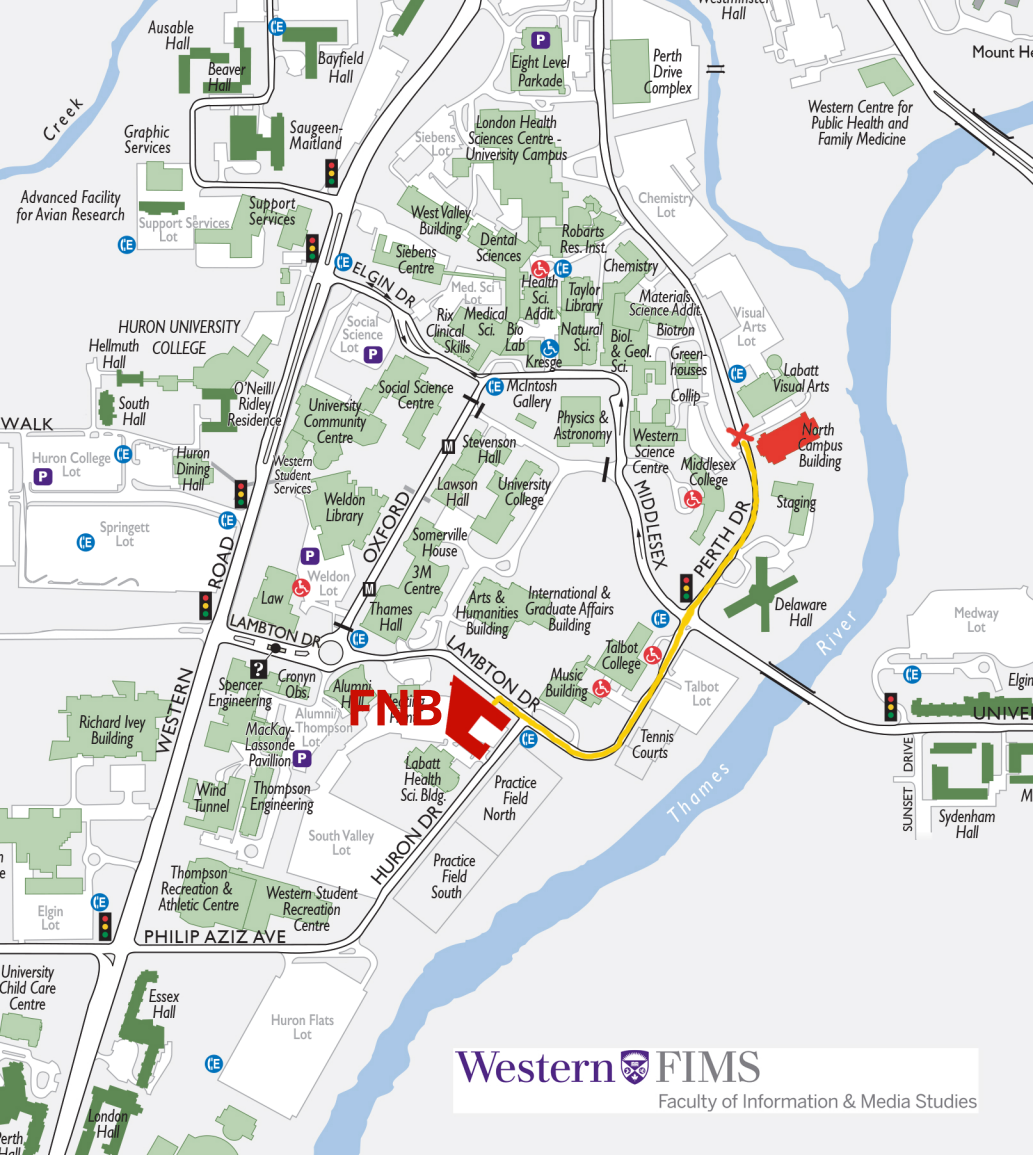 Westminster
Hall
Ausable
Hall
Beaver
Hall
Bayfield
Hall
Eight Level
Parkade
P
Perth
Drive
Complex
Mount He
Western Centre for
Public Health and
Family Medicine
Creek
Graphic
Services
Saugeen-
Maitland
Siebens
Lot
London Health
Sciences Centre-
University Campus
Chemistry
Lot
Advanced Facility
for Avian Research
Support Services
Lot
Support
Services
West Valley
Building
Dental
Sciences
Robarts
Res. Inst.
Siebens
Centre
ELGIN DR
Med. Sci
Lot
Health
Sci.
Addit.
Taylor
Library
Chemistry
Materials
Science Addit.
Biotron
Visual
Arts
Lot
HURON UNIVERSITY
COLLEGE
Hellmuth
Hall
South
Hall
O'Neill/
Ridley
Residence
Social
Science
Lot
P
Rix
Clinical
Skills
Medical
Sci.
Bio
Lab
Natural
Sci.
Kresge
Biol.
& Geol.
Sci.
Green-
houses
Collip
Labatt
Visual Arts
North
Campus
Building
WALK
Huron College
Lot
P
Huron
Dining
Hall
Social Science
Centre
University
Community
Centre
McIntosh
Gallery
Physics &
Astronomy
Western
Science
Centre
Middlesex
College
Staging
Western
Student
Services
Weldon
Library
M
Stevenson
Hall
Lawson
Hall
University
College
Springett
Lot
ROAD
OXFORD
MIDDLESEX
PERTH DR
Somerville
House
P
Weldon
Lot
Law
3M
Centre
M
Thames
Hall
Arts &
Humanities
Building
International &
Graduate Affairs
Building
Delaware
Hall
River
Medway
Lot
LAMBTON DR
LAMBTON DR
Talbot
College
Music
Building
Talbot
Lot
Elgin
UNIVER
?
Spencer
Engineering
Cronyn
Obs.
Alumni
Hall
FNB
Alumni/
Thompson
Lot
P
WESTERN
Richard Ivey
Building
MacKay-
Lassonde
Pavillion
Tennis
Courts
Labatt
Health
Sci. Bldg.
Practice
Field
North
Thames
SUNSET DRIVE
Wind
Tunnel
Thompson
Engineering
HURON DR
South Valley
Lot
Sydenham
Hall
M
Practice
Field
South
Thompson
Recreation &
Athletic Centre
Western Student
Recreation
Centre
Elgin
Lot
PHILIP AZIZ AVE
University
Child Care
Centre
Essex
Hall
Huron Flats
Lot
London
Hall
Perth
Hall
Western FIMS
Faculty of Information & Media Studies